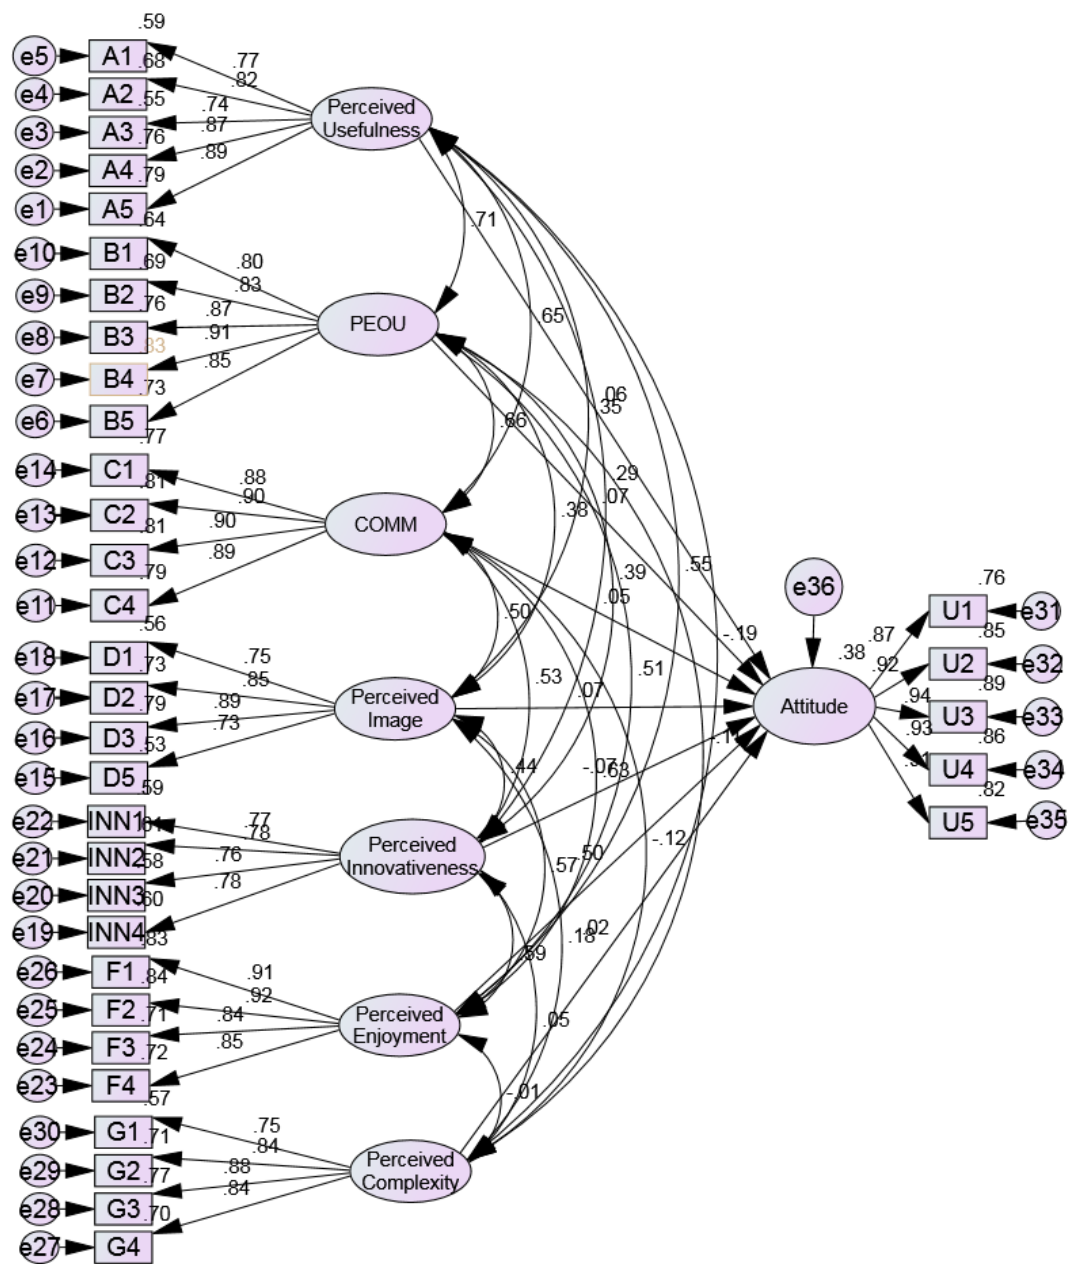 .59
e5 A1 .68 .77
e4 A2 .55 .82
e3 A3 .76 .74
e2 A4 .79 .87
e1 A5 .64 .89
Perceived
Usefulness
e10 B1 .69 .80
e9 B2 .76 .83
e8 B3 .83 .87
e7 B4 .73 .91
e6 B5 .77 .85
PEOU
e14 C1 .81 .88
e13 C2 .81 .90
e12 C3 .79 .90
e11 C4 .56 .89
COMM
e18 D1 .73 .75
e17 D2 .79 .85
e16 D3 .53 .89
e15 D5 .59 .73
Perceived
Image
e22 INN1 .77
e21 INN2 .58 .78
e20 INN3 .60 .76
e19 INN4 .83 .78
Perceived
Innovativeness
e26 F1 .84 .91
e25 F2 .71 .92
e24 F3 .72 .84
e23 F4 .57 .85
Perceived
Enjoyment
e30 G1 .71 .75
e29 G2 .77 .84
e28 G3 .70 .88
e27 G4 .84
Perceived
Complexity
.71
.65
.06
.35
.66
.29
.07
.38
.55
.39
.05
.50
-.19
.51
.53
.07
.44
-.07
.63
-.12
.50
.57
.02
.18
.59
.05
-.01
e36
.38
Attitude
.76
.87 U1 e31
.85
.92 U2 e32
.89
.94 U3 e33
.86
.93 U4 e34
.82
U5 e35